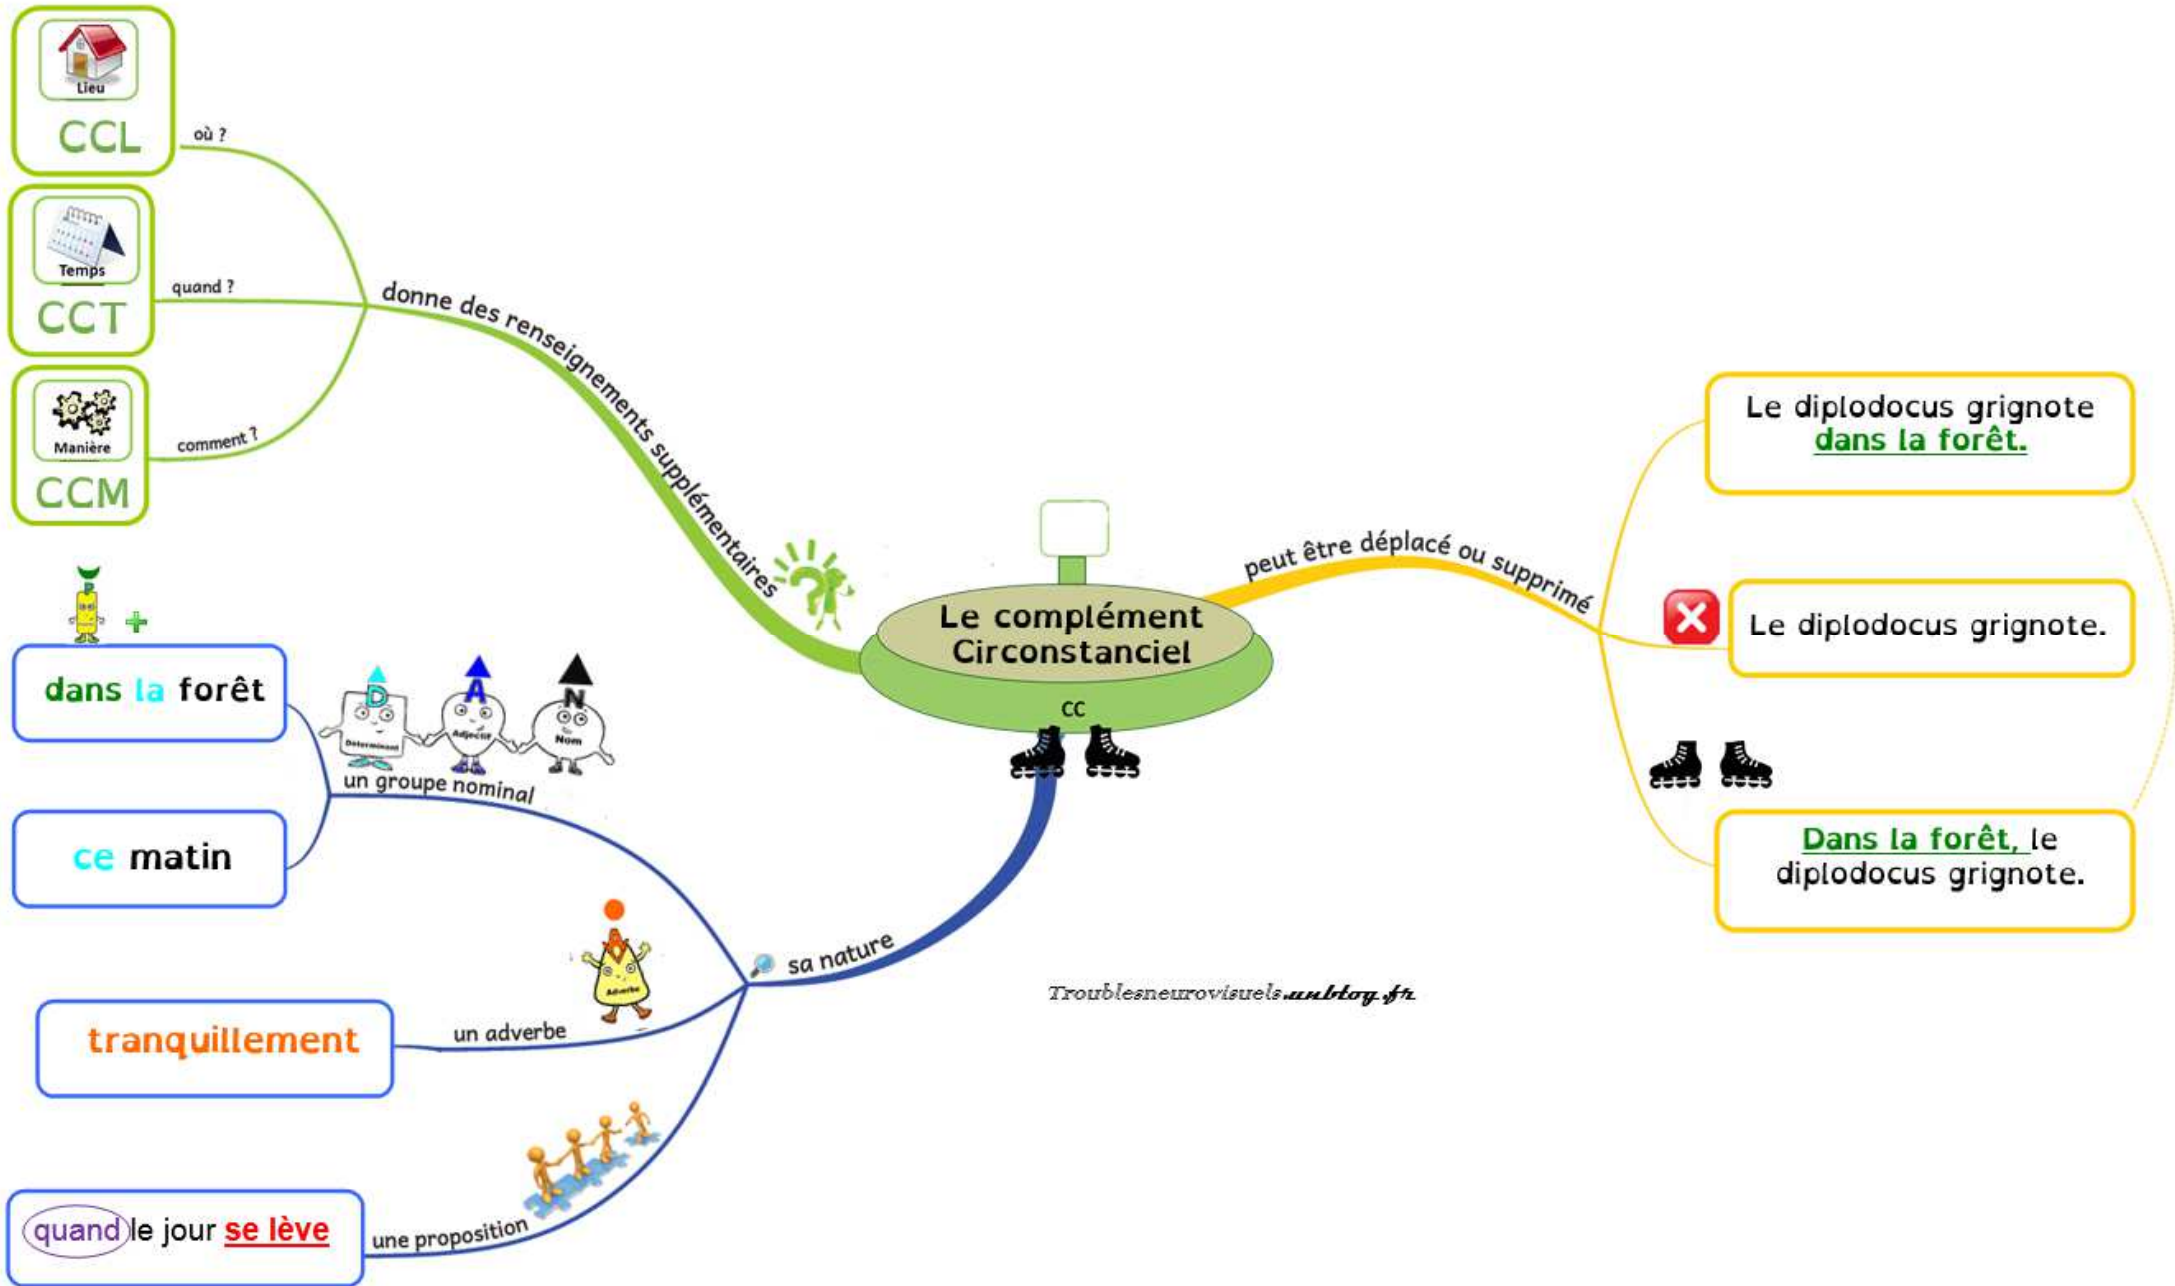 Lieu
CCL
où ?
Temps
CCT
quand ?
Manière
CCM
comment ?
donne des renseignements supplémentaires
Le complément
Circonstanciel
cc
peut être déplacé ou supprimé
Le diplodocus grignote
dans la forêt.
Le diplodocus grignote.
Dans la forêt, le
diplodocus grignote.
+
dans la forêt
ce matin
D
Déterminant
A
Adjectif
N
Nom
un groupe nominal
sa nature
Adverbe
tranquillement
un adverbe
quand le jour se lève
une proposition
Troublesneurovisuels.unblog.fr